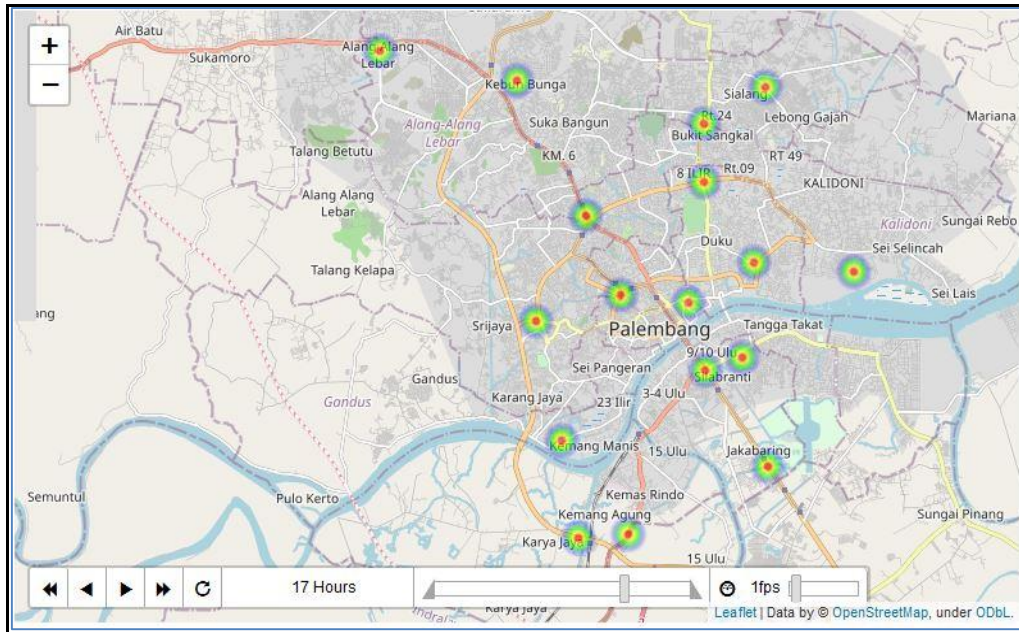 +
−
Air Batu
Sukamoro
Alang Alang
Lebar
Kebun Bunga
Sialang
Rt.24
Lebong Gajah
Mariana
Suka Bangun
Bukit Sangkal
Alang-Alang
Lebar
Talang Betutu
KM. 6
8 ILIR
Rt.09
RT 49
KALIDONI
Alang Alang
Lebar
Kalidoni
Sungai Rebo
Duku
Sei Selincah
Talang Kelapa
Sei Lais
ang
Srijaya
Palembang
Tangga Takat
9/10 Ulu
Sei Pangeran
Silabranti
Gandus
Gandus
Karang Jaya
23 Ilir
3-4 Ulu
Kemang Manis
15 Ulu
Jakabaring
Semuntul
Pulo Kerto
Kemas Rindo
Kemang Agung
Sungai Pinang
Karya Jaya
15 Ulu
17 Hours
1fps
Karya Jaya
Leaflet | Data by © OpenStreetMap, under ODbL.